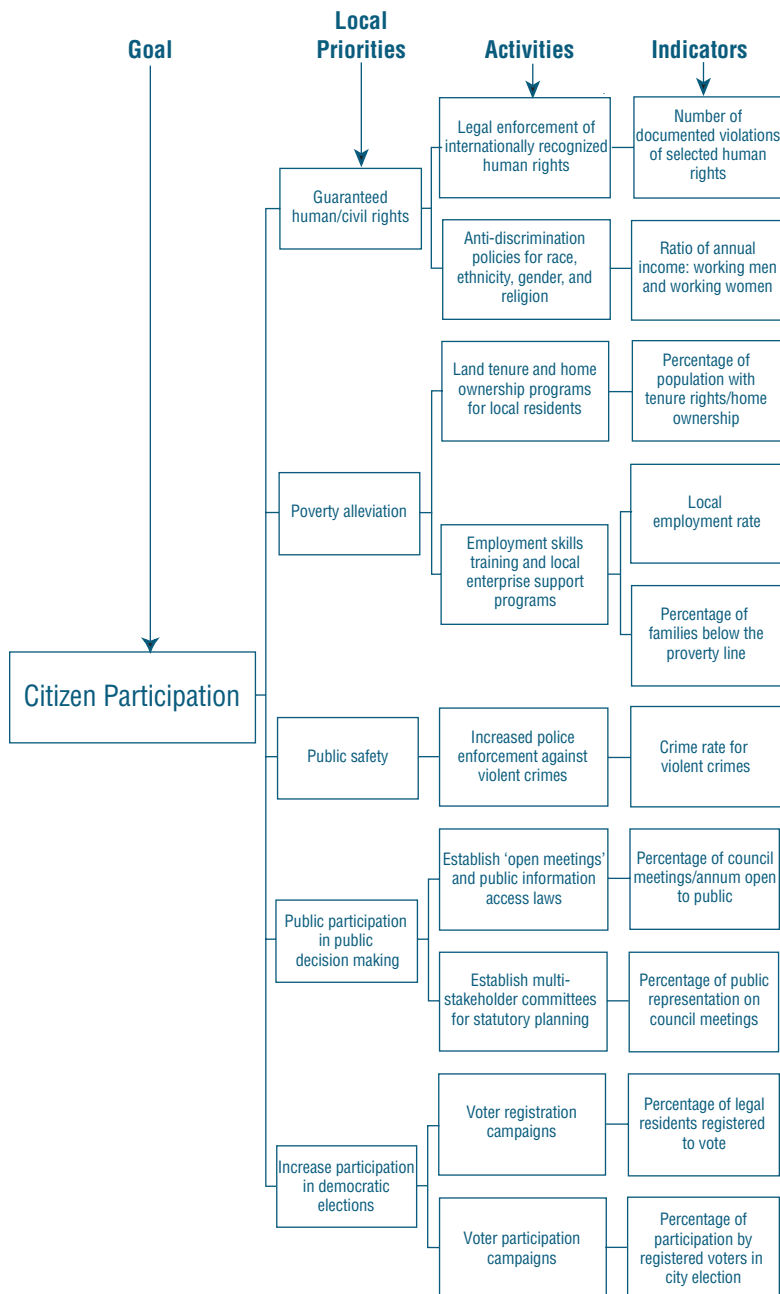 Goal
Local
Priorities
Activities
Indicators
Legal enforcement of
internationally recognized
human rights
Number of
documented violations
of selected human
rights
Guaranteed
human/civil rights
Anti-discrimination
policies for race,
ethnicity, gender, and
religion
Ratio of annual
income: working men
and working women
Land tenure and home
ownership programs
for local residents
Percentage of
population with
tenure rights/home
ownership
Poverty alleviation
Local
employment rate
Employment skills
training and local
enterprise support
programs
Percentage of
families below the
proverty line
Citizen Participation
Public safety
Increased police
enforcement against
violent crimes
Crime rate for
violent crimes
Establish ‘open meetings’
and public information
access laws
Percentage of council
meetings/annum open
to public
Public participation
in public
decision making
Establish multi-
stakeholder committees
for statutory planning
Percentage of public
representation on
council meetings
Voter registration
campaigns
Percentage of legal
residents registered
to vote
Increase participation
in democratic
elections
Voter participation
campaigns
Percentage of
participation by
registered voters in
city election